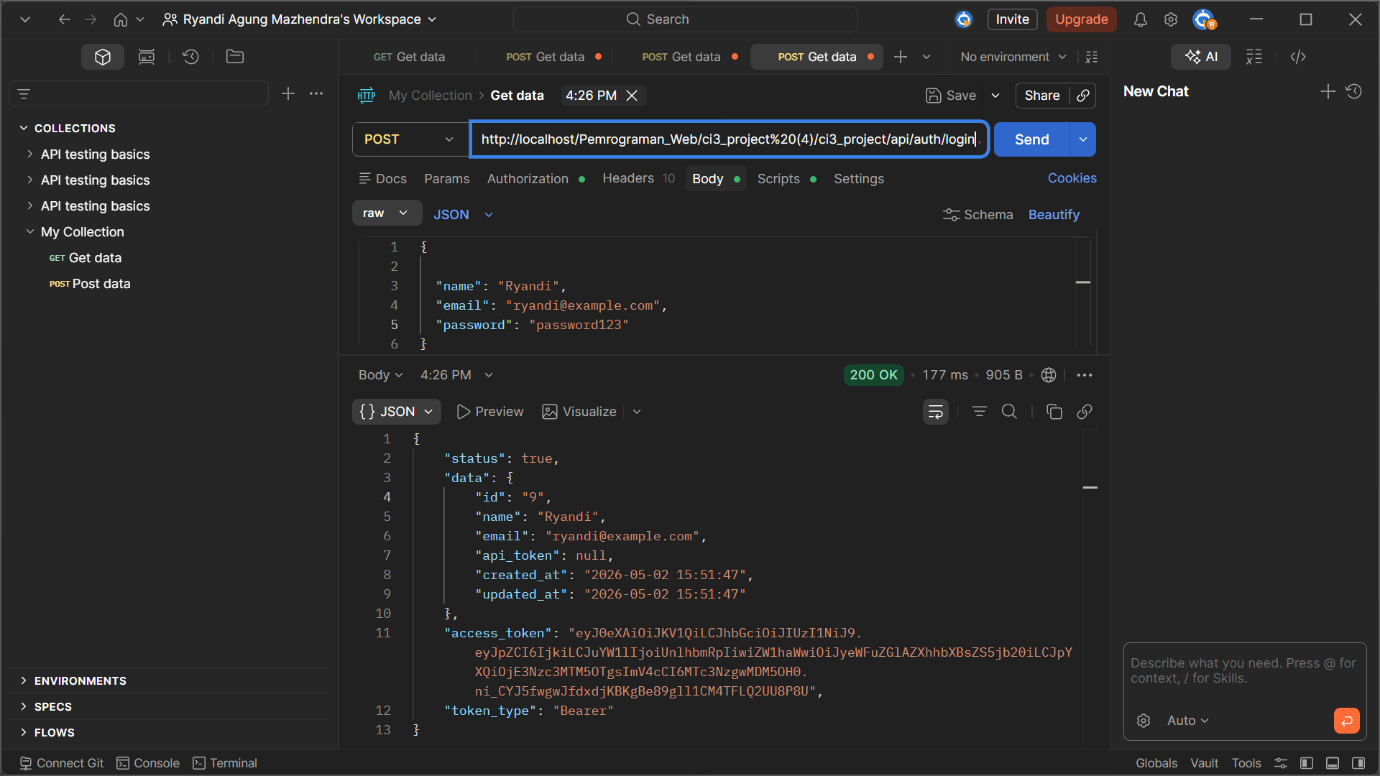 Ryandi Agung Mazhendra's Workspace
Search
Invite
Upgrade
GET Get data
POST Get data
POST Get data
POST Get data
No environment
AI
HTTP
My Collection > Get data
4:26 PM
Save
Share
New Chat
COLLECTIONS
API testing basics
API testing basics
API testing basics
My Collection
GET Get data
POST Post data
ENVIRONMENTS
SPECS
FLOWS
POST
http://localhost/Pemrograman_Web/ci3_project%20(4)/ci3_project/api/auth/login
Send
Docs Params Authorization Headers 10 Body Scripts Settings Cookies
raw JSON Schema Beautify
1 {
2
3 "name": "Ryandi",
4 "email": "ryandi@example.com",
5 "password": "password123"
6 }
Body 4:26 PM 200 OK 177 ms 905 B
{} JSON Preview Visualize
1 {
2 "status": true,
3 "data": {
4 "id": "9",
5 "name": "Ryandi",
6 "email": "ryandi@example.com",
7 "api_token": null,
8 "created_at": "2026-05-02 15:51:47",
9 "updated_at": "2026-05-02 15:51:47"
10 },
11 "access_token": "eyJ0eXAiOiJKV1QiLCJhbGciOiJIUzI1NiJ9.
12 "token_type": "Bearer"
13 }
Describe what you need. Press @ for
context, / for Skills.
Auto
Connect Git Console Terminal
Globals Vault Tools